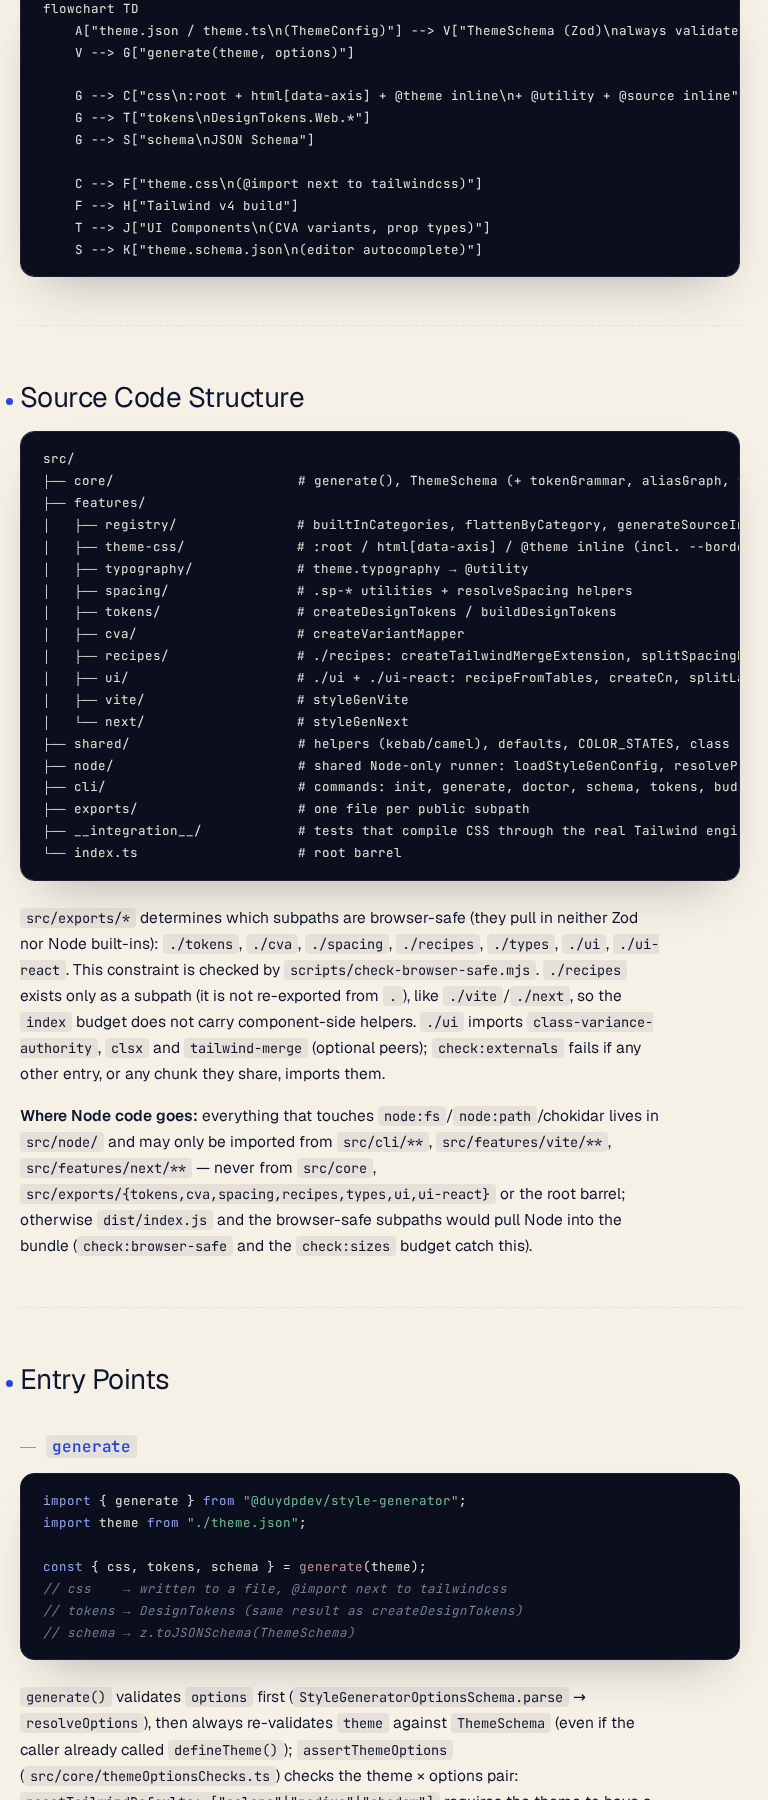 flowchart TD
    A["theme.json / theme.ts\n(ThemeConfig)"] --> V["ThemeSchema (Zod)\nalways validate
    V --> G["generate(theme, options)"]

    G --> C["css\n:root + html[data-axis] + @theme inline\n+ @utility + @source inline"
    G --> T["tokens\nDesignTokens.Web.*"]
    G --> S["schema\nJSON Schema"]

    C --> F["theme.css\n(@import next to tailwindcss)"]
    F --> H["Tailwind v4 build"]
    T --> J["UI Components\n(CVA variants, prop types)"]
    S --> K["theme.schema.json\n(editor autocomplete)"]

Source Code Structure
src/
├── core/                       # generate(), ThemeSchema (+ tokenGrammar, aliasGraph,
├── features/
│   ├── registry/               # builtInCategories, flattenByCategory, generateSourceIn
│   ├── theme-css/              # :root / html[data-axis] / @theme inline (incl. --borde
│   ├── typography/             # theme.typography → @utility
│   ├── spacing/                # .sp-* utilities + resolveSpacing helpers
│   ├── tokens/                 # createDesignTokens / buildDesignTokens
│   ├── cva/                    # createVariantMapper
│   ├── recipes/                # ./recipes: createTailwindMergeExtension, splitSpacing
│   ├── ui/                     # ./ui + ./ui-react: recipeFromTables, createCn, splitLa
│   ├── vite/                   # styleGenVite
│   └── next/                   # styleGenNext
├── shared/                     # helpers (kebab/camel), defaults, COLOR_STATES, class
├── node/                       # shared Node-only runner: loadStyleGenConfig, resolveP
├── cli/                        # commands: init, generate, doctor, schema, tokens, bud
├── exports/                    # one file per public subpath
├── __integration__/            # tests that compile CSS through the real Tailwind engi
└── index.ts                    # root barrel

src/exports/* determines which subpaths are browser-safe (they pull in neither Zod
nor Node built-ins): ./tokens, ./cva, ./spacing, ./recipes, ./types, ./ui, ./ui-
react. This constraint is checked by scripts/check-browser-safe.mjs. ./recipes
exists only as a subpath (it is not re-exported from .), like ./vite/./next, so the
index budget does not carry component-side helpers. ./ui imports class-variance-
authority, clsx and tailwind-merge (optional peers); check:externals fails if any
other entry, or any chunk they share, imports them.

Where Node code goes: everything that touches node:fs/node:path/chokidar lives in
src/node/ and may only be imported from src/cli/**, src/features/vite/**,
src/features/next/** — never from src/core,
src/exports/{tokens,cva,spacing,recipes,types,ui,ui-react} or the root barrel;
otherwise dist/index.js and the browser-safe subpaths would pull Node into the
bundle (check:browser-safe and the check:sizes budget catch this).

Entry Points
— generate
import { generate } from "@duydpdev/style-generator";
import theme from "./theme.json";

const { css, tokens, schema } = generate(theme);
// css    → written to a file, @import next to tailwindcss
// tokens → DesignTokens (same result as createDesignTokens)
// schema → z.toJSONSchema(ThemeSchema)

generate() validates options first (StyleGeneratorOptionsSchema.parse →
resolveOptions), then always re-validates theme against ThemeSchema (even if the
caller already called defineTheme()); assertThemeOptions
(src/core/themeOptionsChecks.ts) checks the theme × options pair: